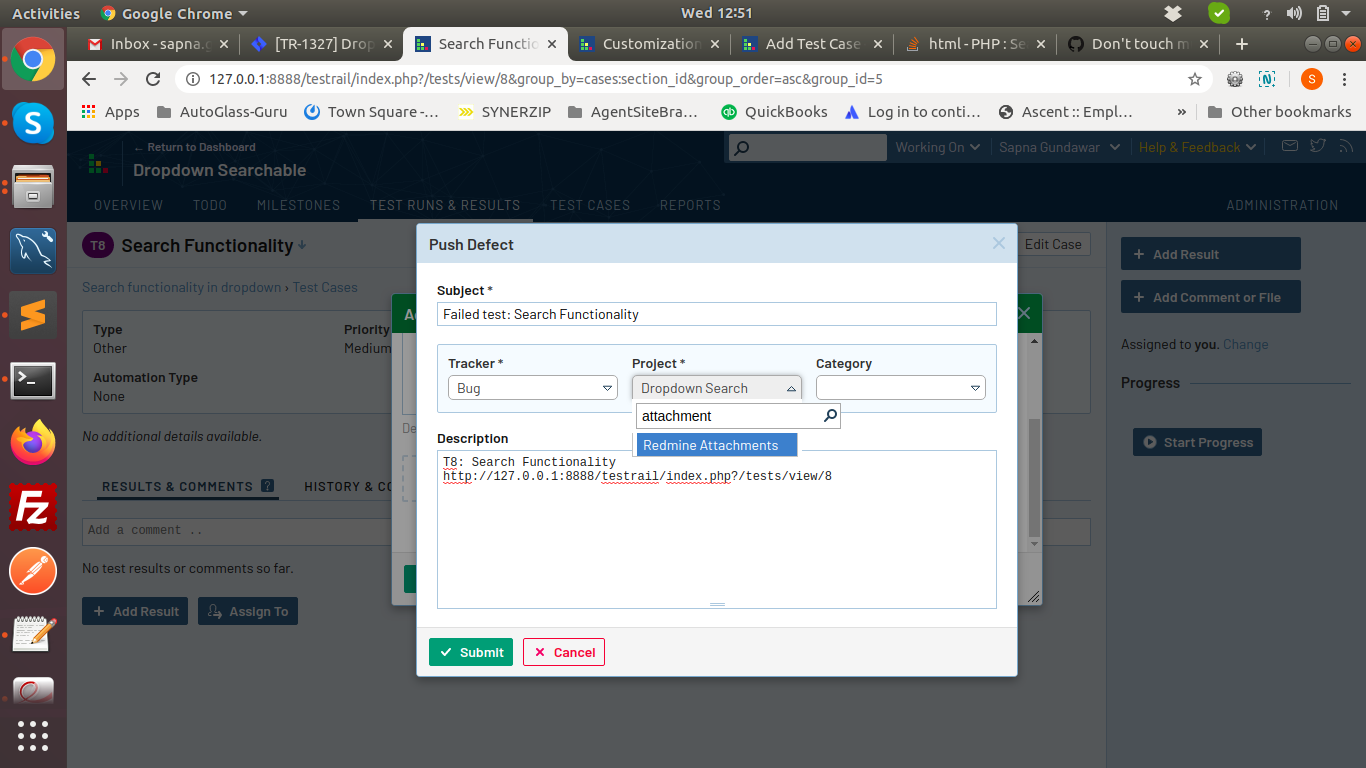 Activities
Google Chrome
Wed 12:51
?
Inbox - sapna.g
[TR-1327] Drop
Search Functio
Customization
Add Test Case
html - PHP : Se
Don't touch m
127.0.0.1:8888/testrail/index.php?/tests/view/8&group_by=cases:section_id&group_order=asc&group_id=5
S
Apps
AutoGlass-Guru
Town Square -…
SYNERZIP
AgentSiteBra…
QuickBooks
Log in to conti…
Ascent :: Empl…
»
Other bookmarks
← Return to Dashboard
Dropdown Searchable
Working On
Sapna Gundawar
Help & Feedback
OVERVIEW
TODO
MILESTONES
TEST RUNS & RESULTS
TEST CASES
REPORTS
ADMINISTRATION
T8
Search Functionality
Edit Case
Search functionality in dropdown › Test Cases
Type
Other
Priority
Medium
Automation Type
None
No additional details available.
RESULTS & COMMENTS ?
HISTORY & CO
Add a comment ..
No test results or comments so far.
+ Add Result
Assign To
A
De
Push Defect
Subject *
Failed test: Search Functionality
Tracker *
Bug
Project *
Dropdown Search
Category
attachment
Redmine Attachments
Description
T8: Search Functionality
http://127.0.0.1:8888/testrail/index.php?/tests/view/8
Submit
Cancel
+ Add Result
+ Add Comment or File
Assigned to you. Change
Progress
Start Progress